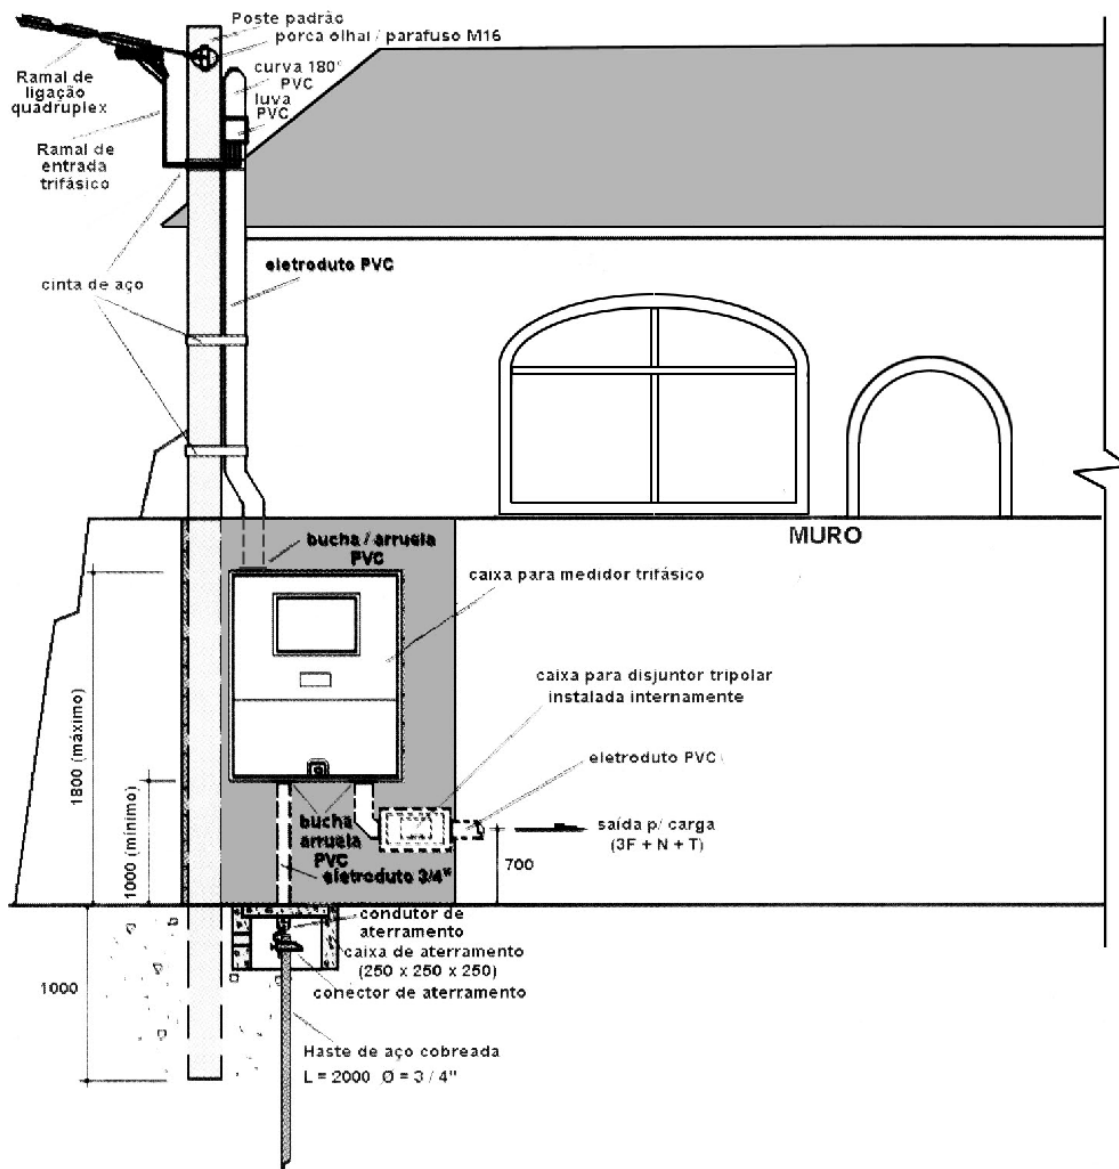 Poste padrão
porca olhal / parafuso M16
Ramal de
ligação
quadruplex
curva 180°
PVC
luva
PVC
Ramal de
entrada
trifásico
cinta de aço
eletroduto PVC
MURO
bucha / arruela
PVC
caixa para medidor trifásico
caixa para disjuntor tripolar
instalada internamente
eletroduto PVC
1800 (máximo)
1000 (mínimo)
bucha
arruela
PVC
eletroduto 3/4"
saída p/ carga
(3F + N + T)
700
condutor de
aterramento
caixa de aterramento
(250 x 250 x 250)
conector de aterramento
1000
Haste de aço cobreada
L = 2000 Ø = 3 / 4"